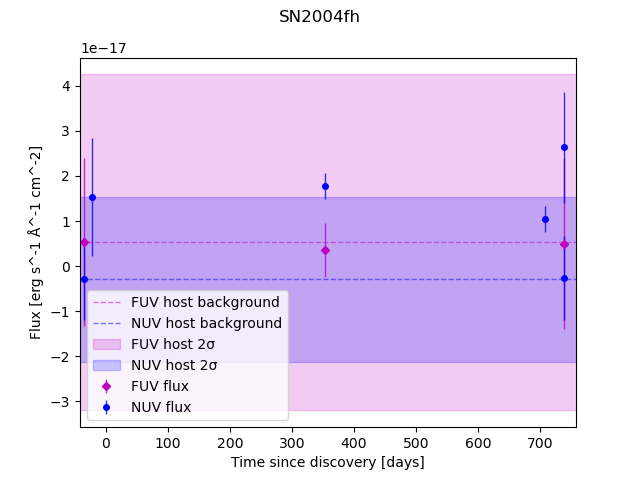 SN2004fh
1e−17
Flux [erg s^-1 Å^-1 cm^-2]
4
3
2
1
0
−1
−2
−3
FUV host background
NUV host background
FUV host 2σ
NUV host 2σ
FUV flux
NUV flux
0 100 200 300 400 500 600 700
Time since discovery [days]